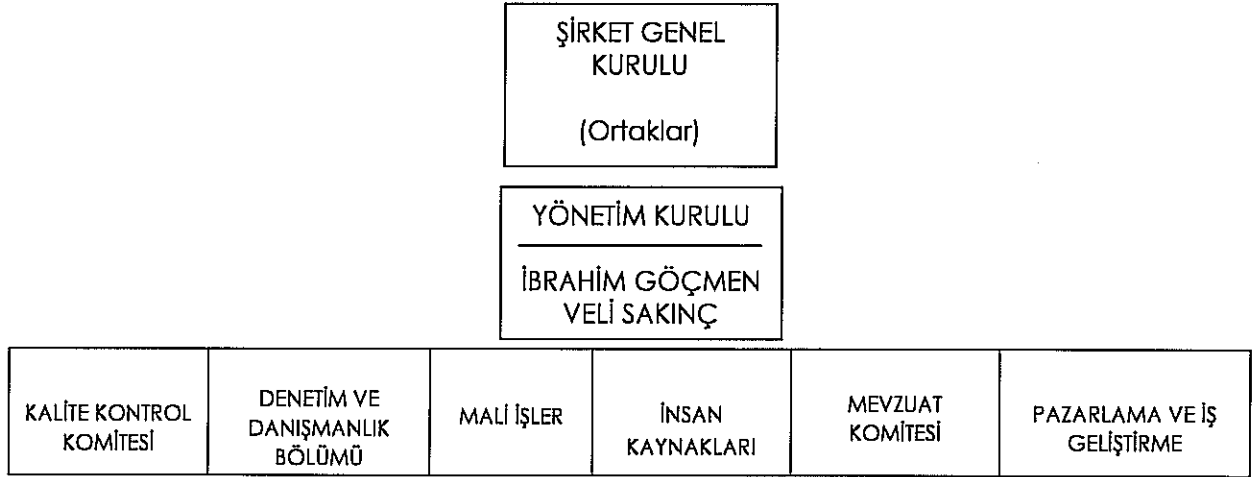 ŞİRKET GENEL
KURULU
(Ortaklar)
YÖNETİM KURULU
İBRAHİM GÖÇMEN
VELİ SAKINÇ
KALİTE KONTROL
KOMİTESİ
DENETİM VE
DANIŞMANLIK
BÖLÜMÜ
MALİ İŞLER
İNSAN
KAYNAKLARI
MEVZUAT
KOMİTESİ
PAZARLAMA VE İŞ
GELİŞTİRME